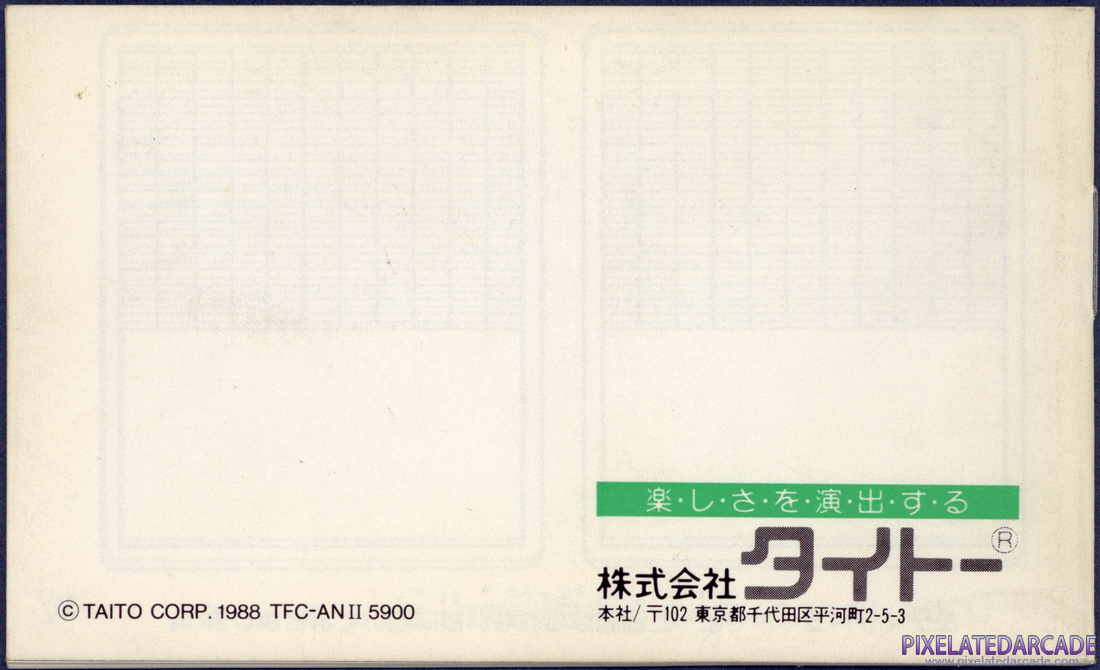 楽・し・さ・を・演・出・す・る
株式会社タイトー®
本社/〒102 東京都千代田区平河町2-5-3
©TAITO CORP. 1988 TFC-ANⅡ 5900
PIXELATEDARCADE
www.pixelatedarcade.com